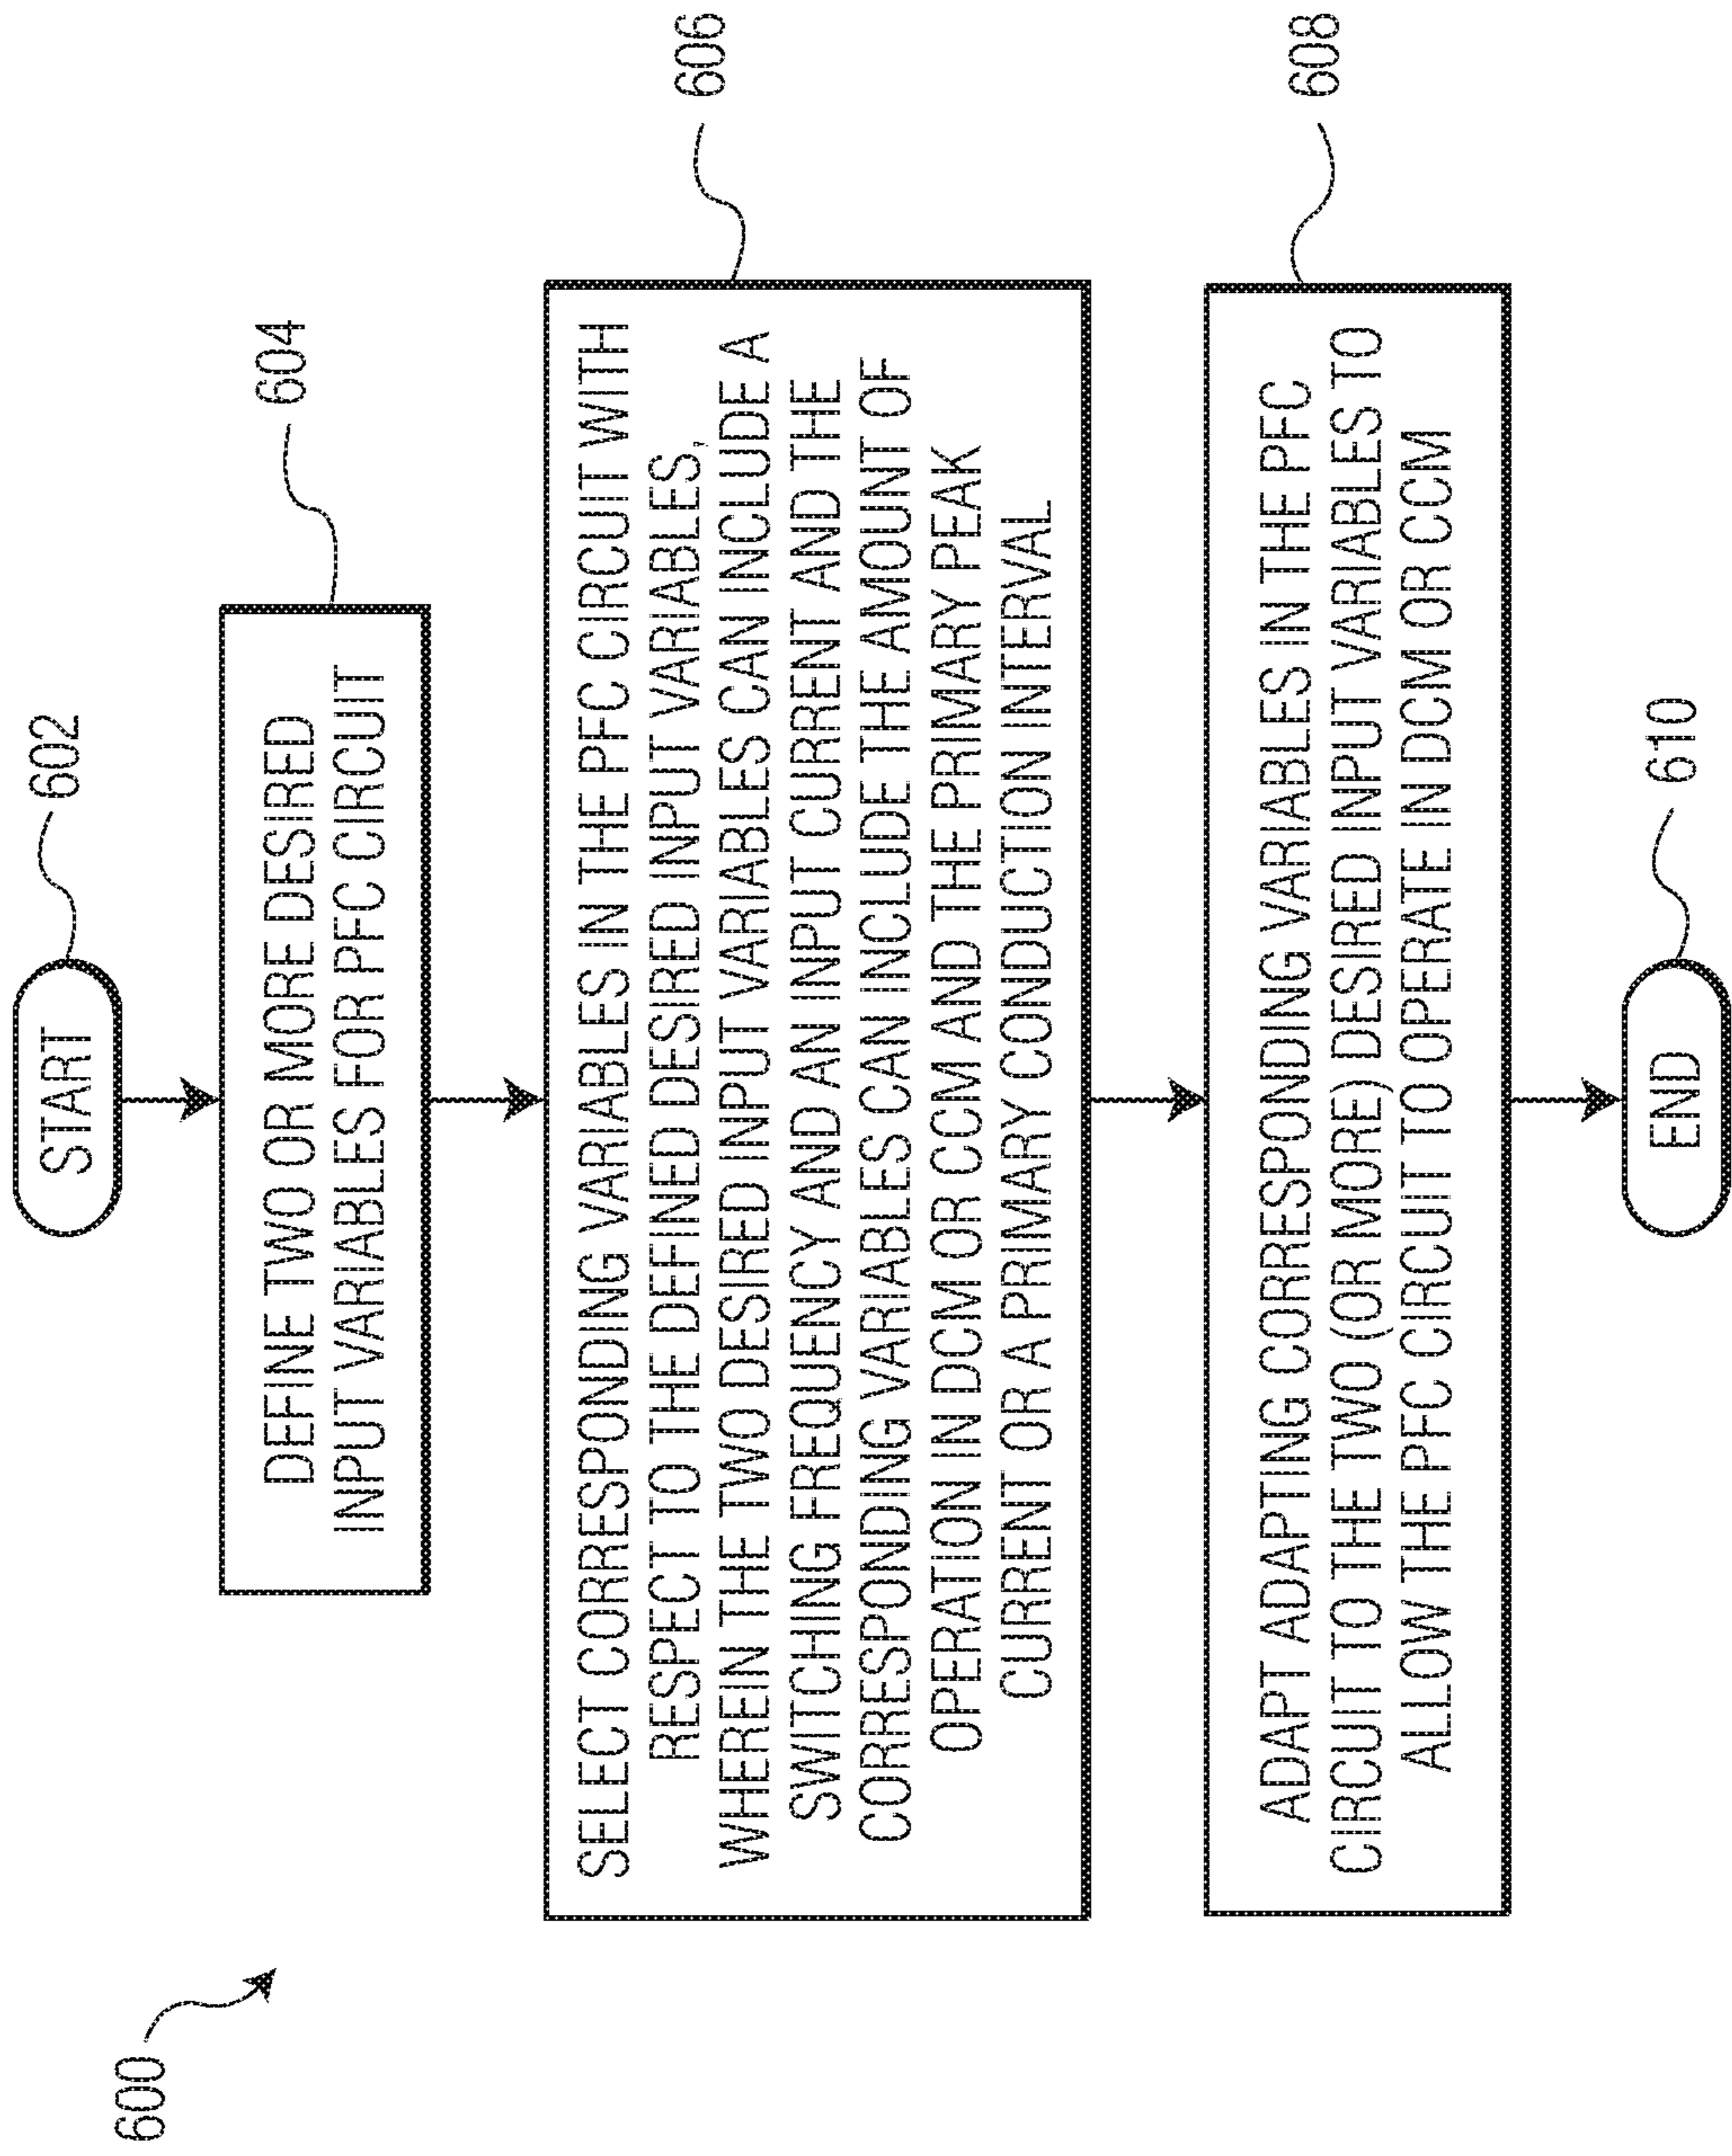 600
START
602
DEFINE TWO OR MORE DESIRED
INPUT VARIABLES FOR PFC CIRCUIT
604
SELECT CORRESPONDING VARIABLES IN THE PFC CIRCUIT WITH
RESPECT TO THE DEFINED DESIRED INPUT VARIABLES,
WHEREIN THE TWO DESIRED INPUT VARIABLES CAN INCLUDE A
SWITCHING FREQUENCY AND AN INPUT CURRENT AND THE
CORRESPONDING VARIABLES CAN INCLUDE THE AMOUNT OF
OPERATION IN DCM OR CCM AND THE PRIMARY PEAK
CURRENT OR A PRIMARY CONDUCTION INTERVAL
606
ADAPT ADAPTING CORRESPONDING VARIABLES IN THE PFC
CIRCUIT TO THE TWO (OR MORE) DESIRED INPUT VARIABLES TO
ALLOW THE PFC CIRCUIT TO OPERATE IN DCM OR CCM
608
END
610